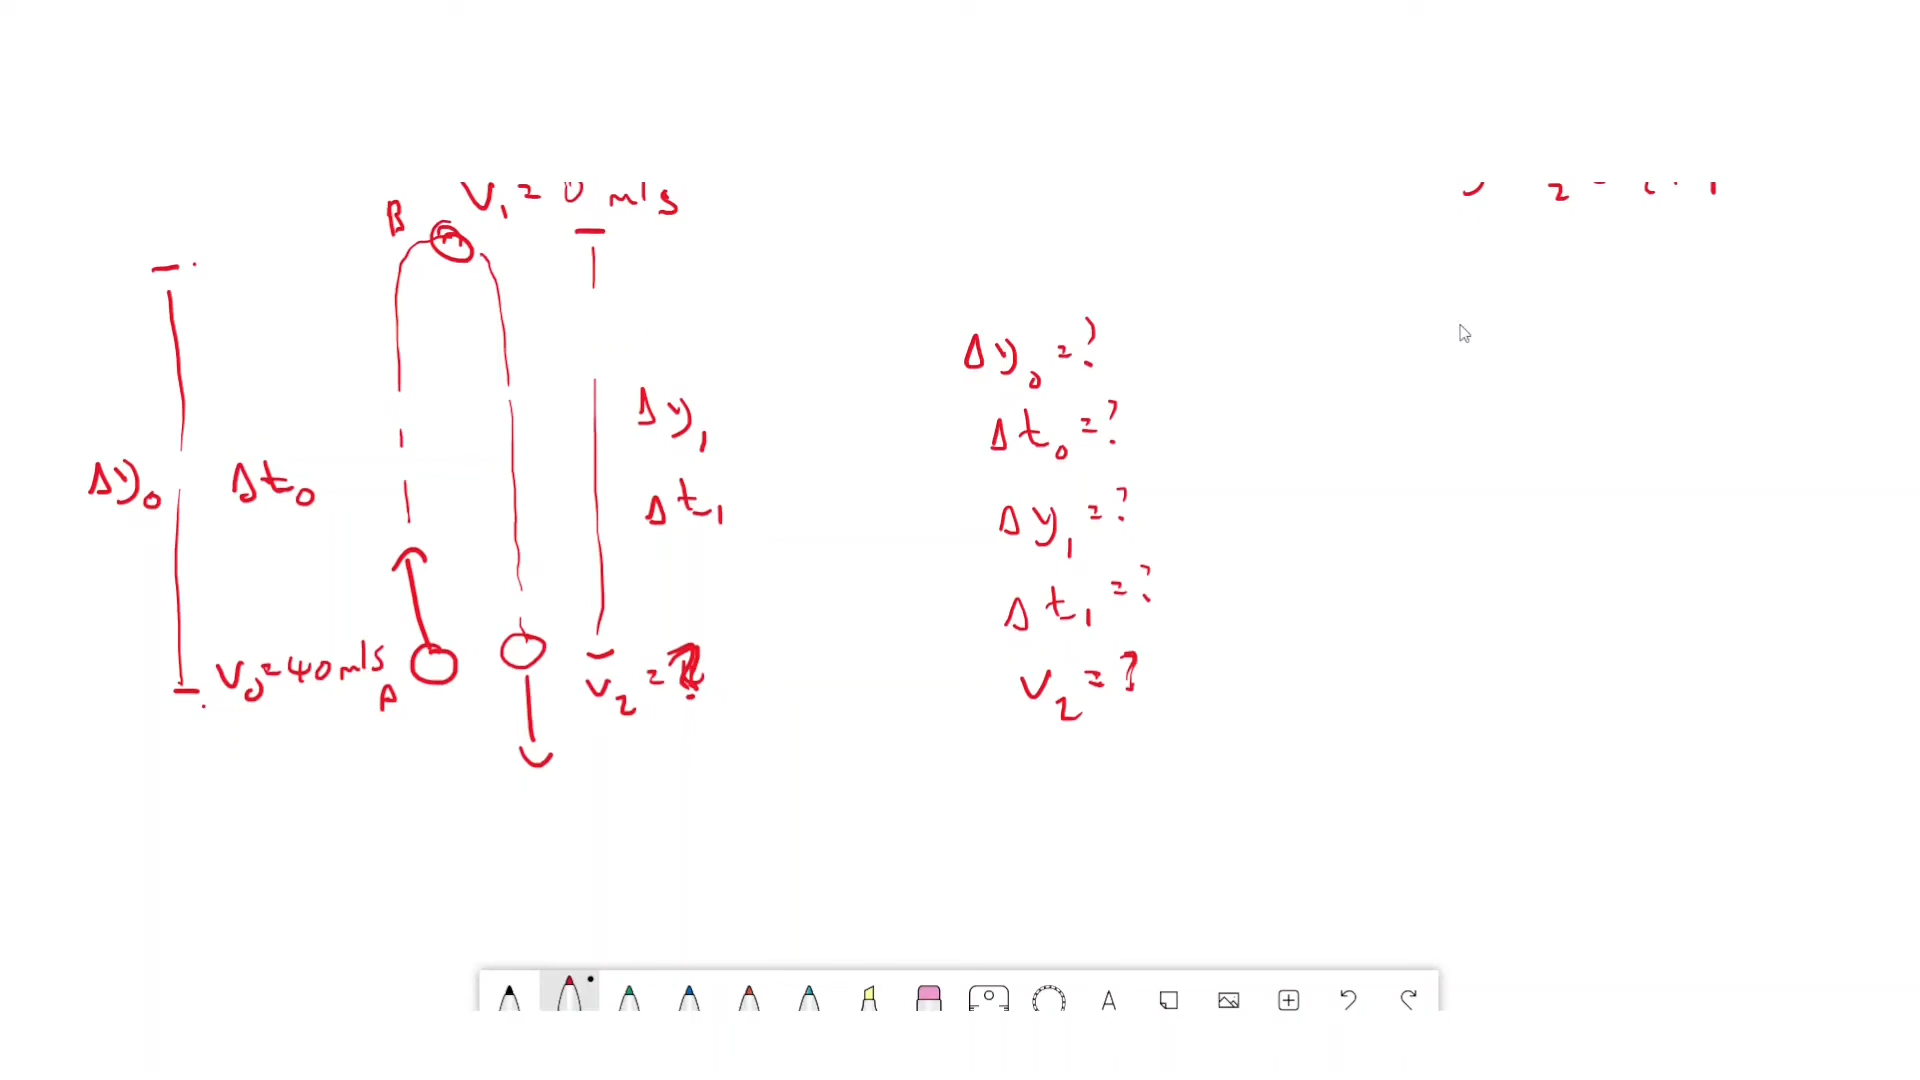 V₁ = 0 m/s
B
Δy₁
Δy₀ Δt₀
Δt₁
V₀ = 40 m/s
A
V₂ =
Δy₀ = ?
Δt₀ = ?
Δy₁ = ?
Δt₁ = ?
V₂ = ?
A